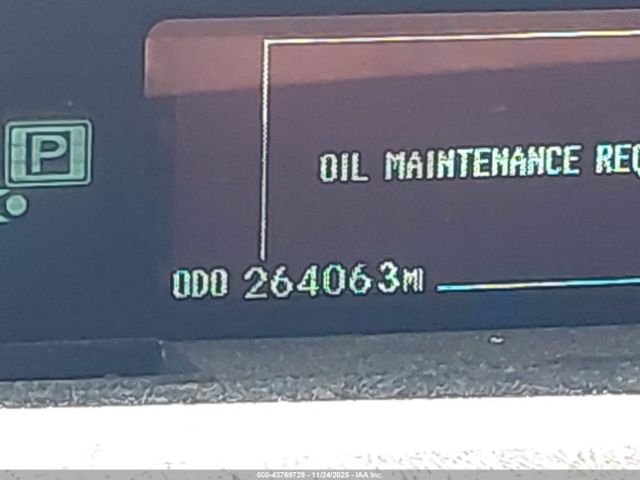 P
OIL MAINTENANCE REQ
ODO 264063MI
000-43769729 - 11/24/2025 - IAA Inc.